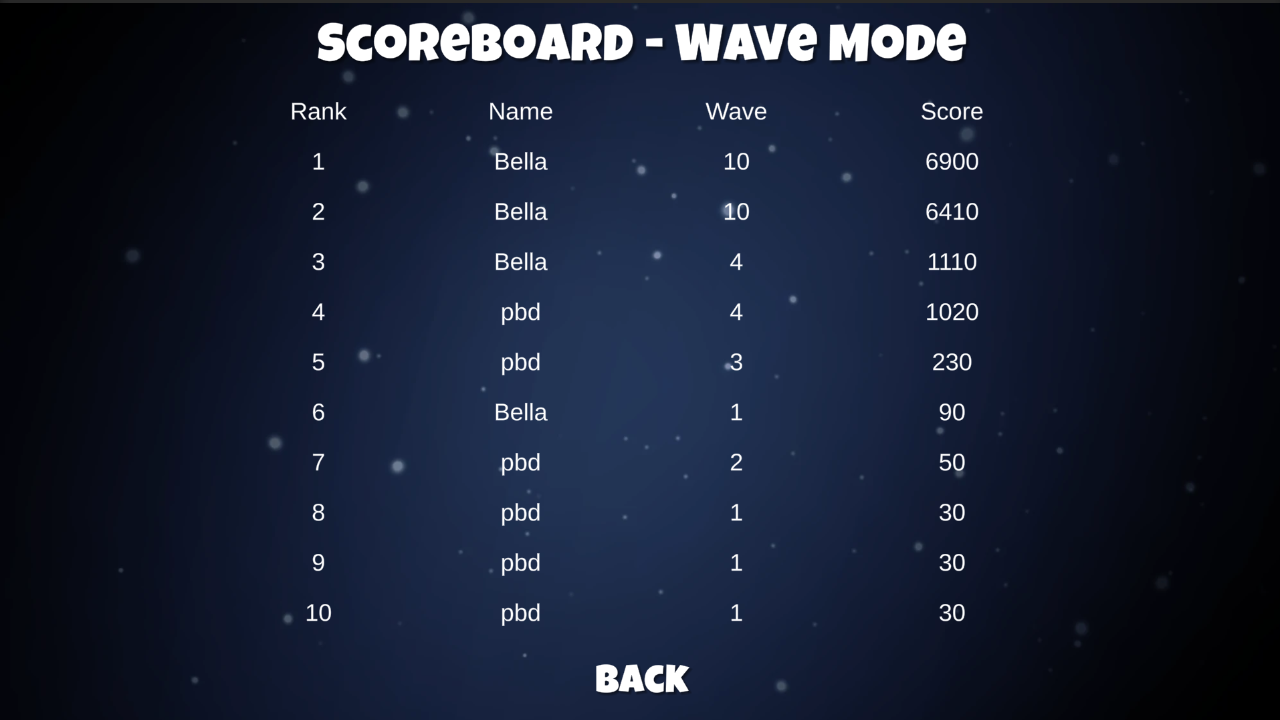 SCOREBOARD - WAVE MODE
Rank Name Wave Score
1 Bella 10 6900
2 Bella 10 6410
3 Bella 4 1110
4 pbd 4 1020
5 pbd 3 230
6 Bella 1 90
7 pbd 2 50
8 pbd 1 30
9 pbd 1 30
10 pbd 1 30
BACK